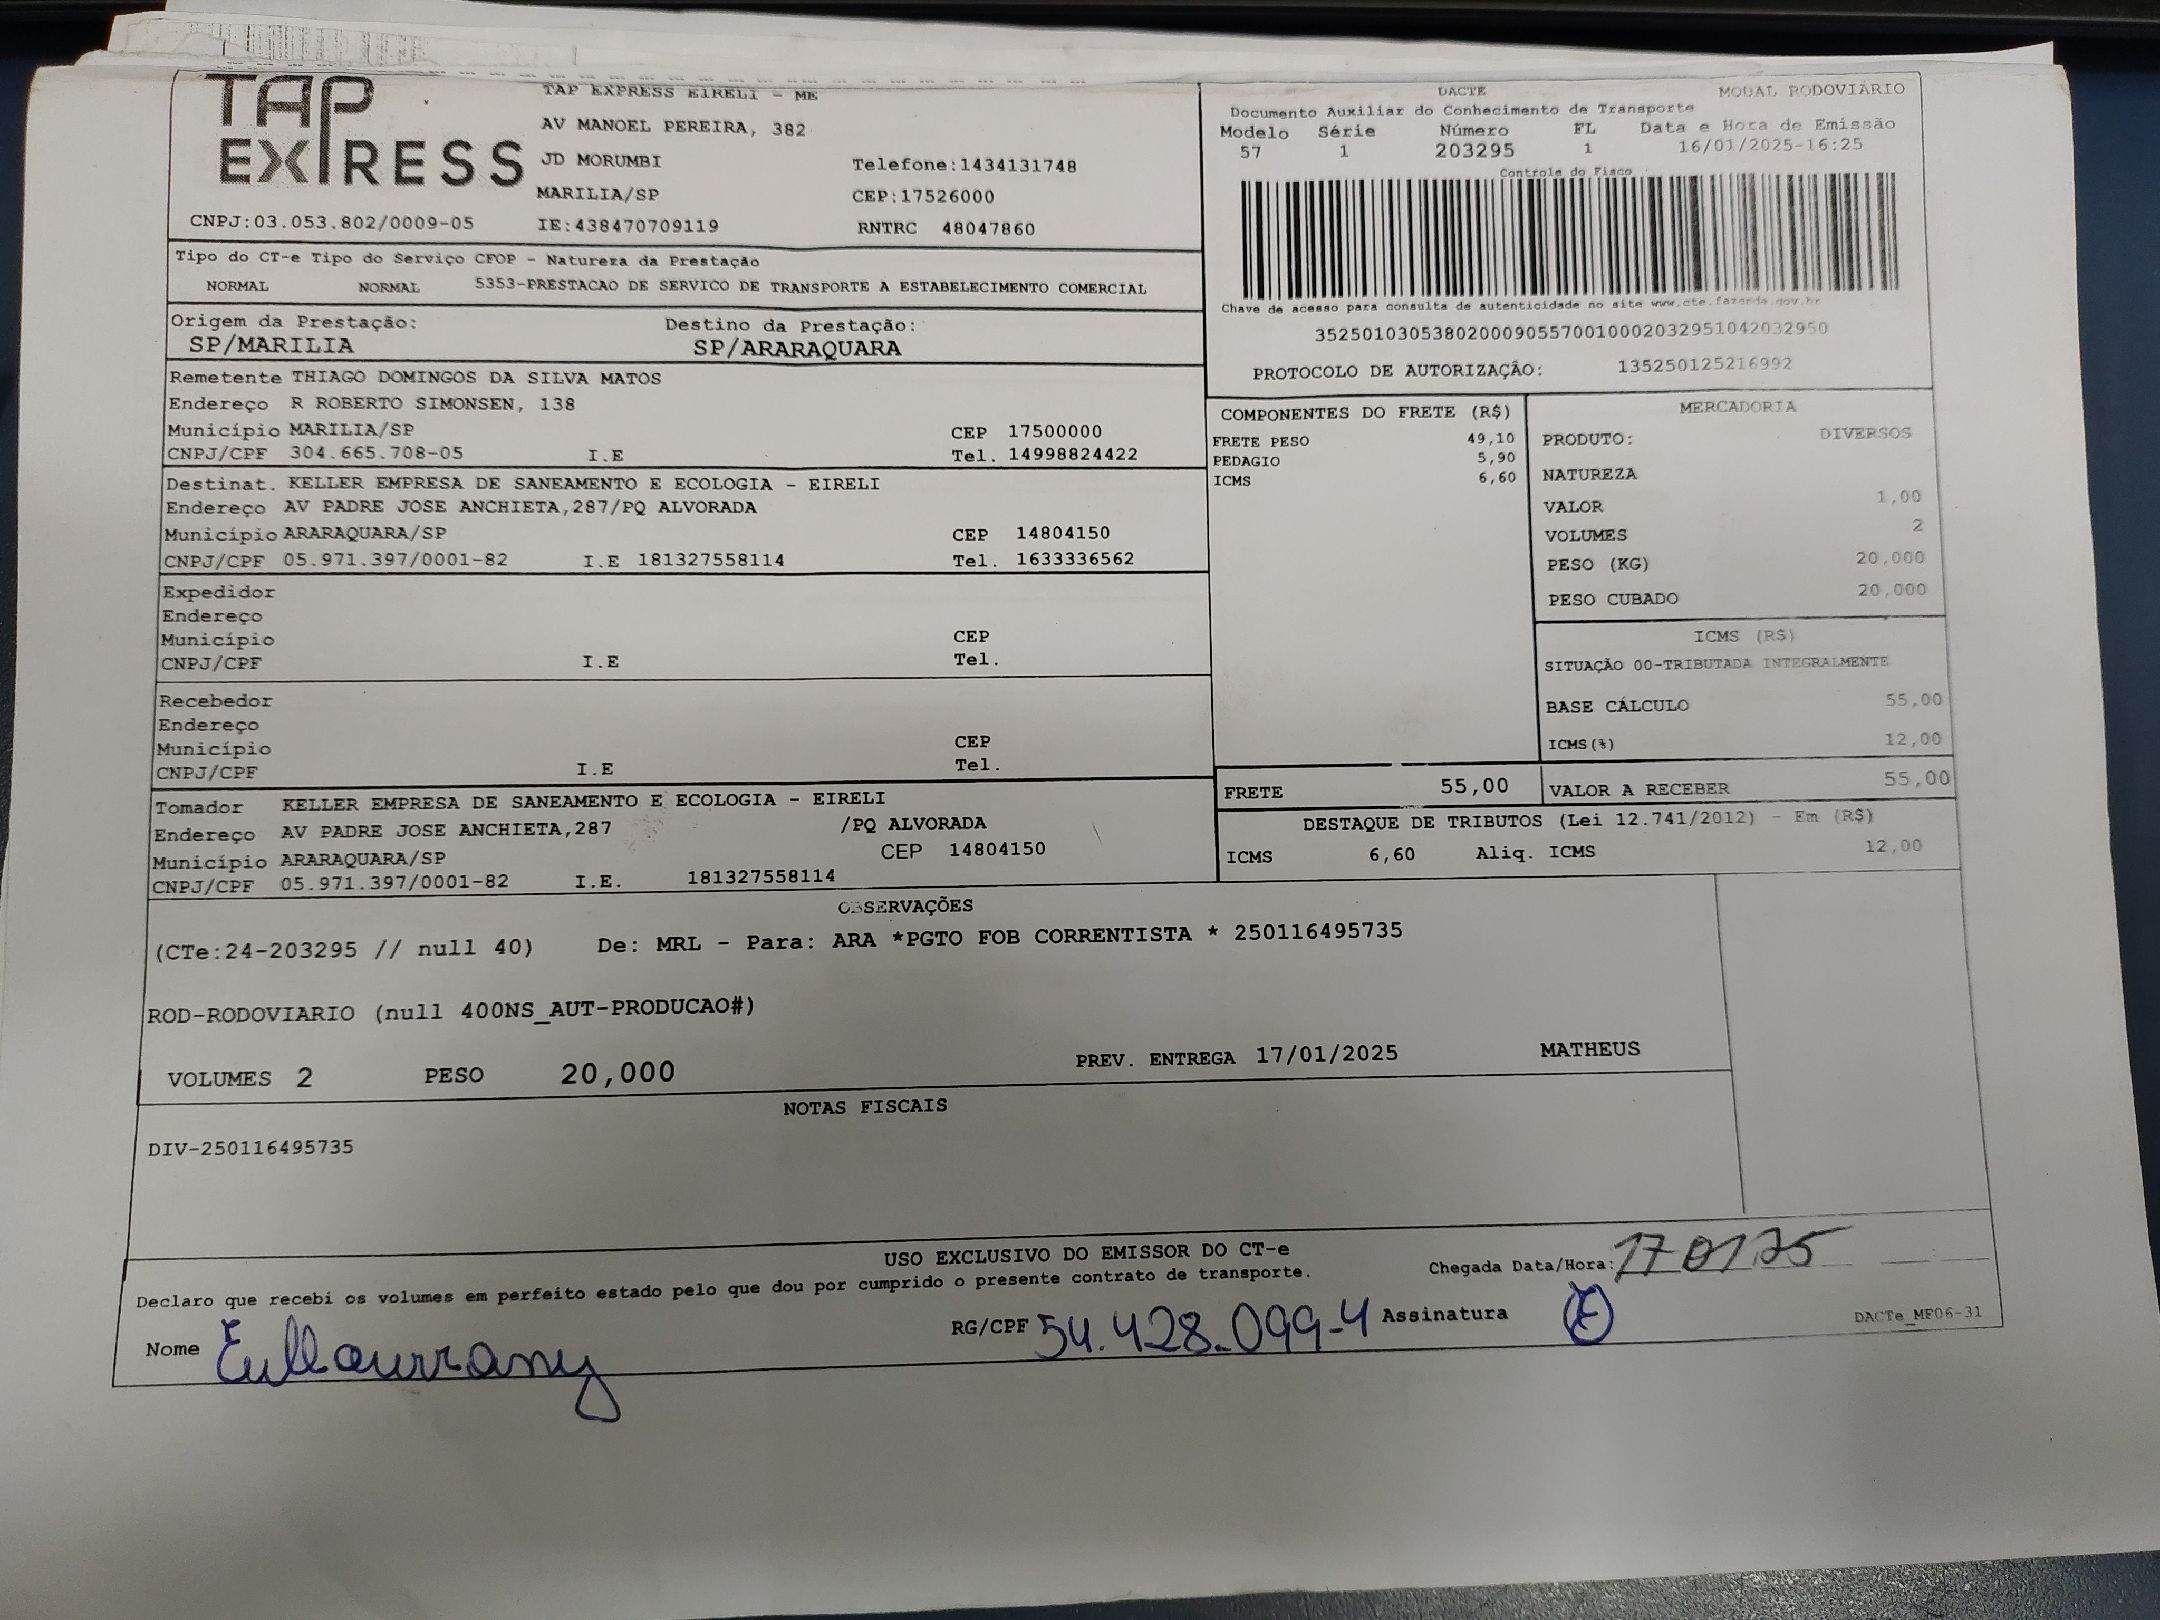 TAP EXPRESS
TAP EXPRESS EIRELI - ME
AV MANOEL PEREIRA, 382
JD MORUMBI Telefone:1434131748
MARILIA/SP CEP:17526000
CNPJ:03.053.802/0009-05 IE:438470709119 RNTRC 48047860
DACTE MODAL RODOVIÁRIO
Documento Auxiliar do Conhecimento de Transporte
Modelo Série Número FL Data e Hora de Emissão
57 1 203295 1 16/01/2025-16:25
Controle do Fisco
Chave de acesso para consulta de autenticidade no site www.cte.fazenda.gov.br
35250103053802000905570010002032951042032950
PROTOCOLO DE AUTORIZAÇÃO: 135250125216992
Tipo do CT-e Tipo do Serviço CFOP - Natureza da Prestação
NORMAL NORMAL 5353-PRESTACAO DE SERVICO DE TRANSPORTE A ESTABELECIMENTO COMERCIAL
Origem da Prestação: Destino da Prestação:
SP/MARILIA SP/ARARAQUARA
Remetente THIAGO DOMINGOS DA SILVA MATOS
Endereço R ROBERTO SIMONSEN, 138
Município MARILIA/SP CEP 17500000
CNPJ/CPF 304.665.708-05 I.E Tel. 14998824422
Destinat. KELLER EMPRESA DE SANEAMENTO E ECOLOGIA - EIRELI
Endereço AV PADRE JOSE ANCHIETA,287/PQ ALVORADA
Município ARARAQUARA/SP CEP 14804150
CNPJ/CPF 05.971.397/0001-82 I.E 181327558114 Tel. 1633336562
Expedidor
Endereço
Município CEP
CNPJ/CPF I.E Tel.
Recebedor
Endereço
Município CEP
CNPJ/CPF I.E Tel.
Tomador KELLER EMPRESA DE SANEAMENTO E ECOLOGIA - EIRELI
Endereço AV PADRE JOSE ANCHIETA,287 /PQ ALVORADA
Município ARARAQUARA/SP CEP 14804150
CNPJ/CPF 05.971.397/0001-82 I.E. 181327558114
COMPONENTES DO FRETE (R$)
FRETE PESO 49,10
PEDAGIO 5,90
ICMS 6,60
MERCADORIA
PRODUTO: DIVERSOS
NATUREZA
VALOR 1,00
VOLUMES 2
PESO (KG) 20,000
PESO CUBADO 20,000
ICMS (R$)
SITUAÇÃO 00-TRIBUTADA INTEGRALMENTE
BASE CÁLCULO 55,00
ICMS(%) 12,00
FRETE 55,00 VALOR A RECEBER 55,00
DESTAQUE DE TRIBUTOS (Lei 12.741/2012) - Em (R$)
ICMS 6,60 Aliq. ICMS 12,00
OBSERVAÇÕES
(CTe:24-203295 // null 40) De: MRL - Para: ARA *PGTO FOB CORRENTISTA * 250116495735
ROD-RODOVIARIO (null 400NS_AUT-PRODUCAO#)
VOLUMES 2 PESO 20,000 PREV. ENTREGA 17/01/2025 MATHEUS
NOTAS FISCAIS
DIV-250116495735
USO EXCLUSIVO DO EMISSOR DO CT-e
Declaro que recebi os volumes em perfeito estado pelo que dou por cumprido o presente contrato de transporte. Chegada Data/Hora: 17 01 25
Nome RG/CPF 54.428.099-4 Assinatura
DACTe_MF06-31